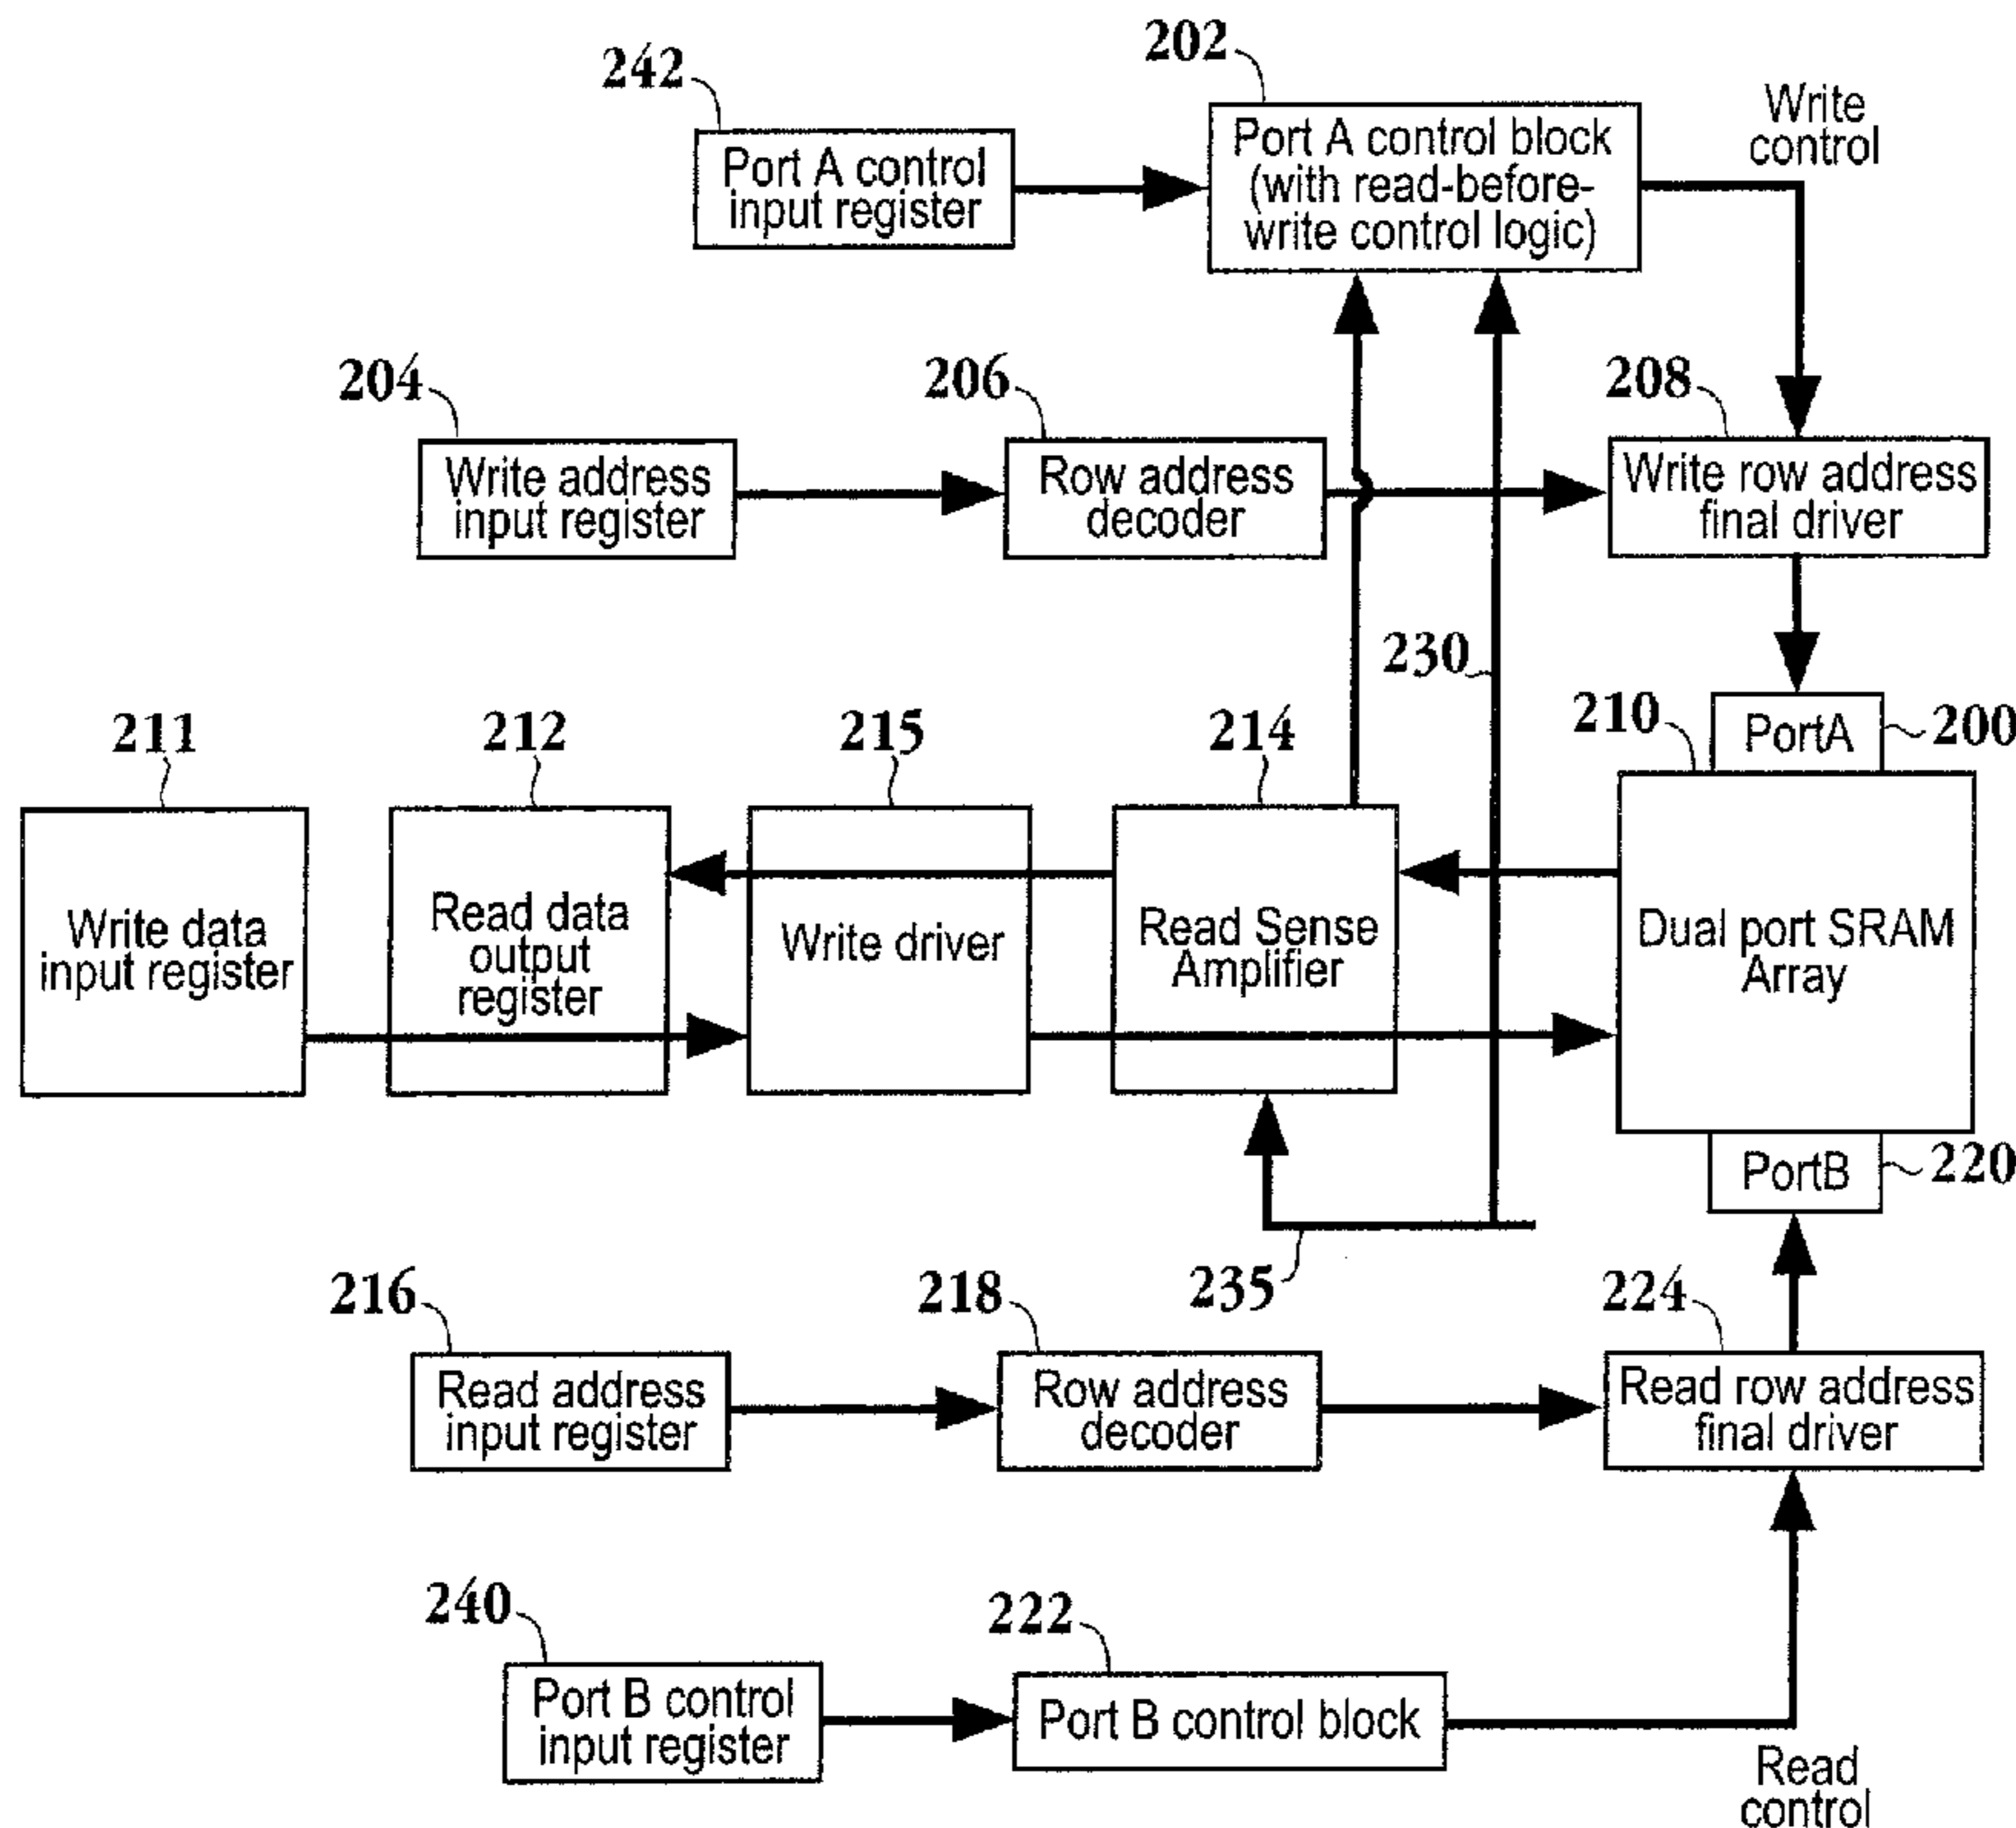 242
202
Write
control
Port A control
input register
Port A control block
(with read-before-
write control logic)
204
206
208
Write address
input register
Row address
decoder
Write row address
final driver
230
211
212
215
214
210
PortA
200
Write data
input register
Read data
output
register
Write driver
Read Sense
Amplifier
Dual port SRAM
Array
PortB
220
235
216
218
224
Read address
input register
Row address
decoder
Read row address
final driver
240
222
Port B control
input register
Port B control block
Read
control